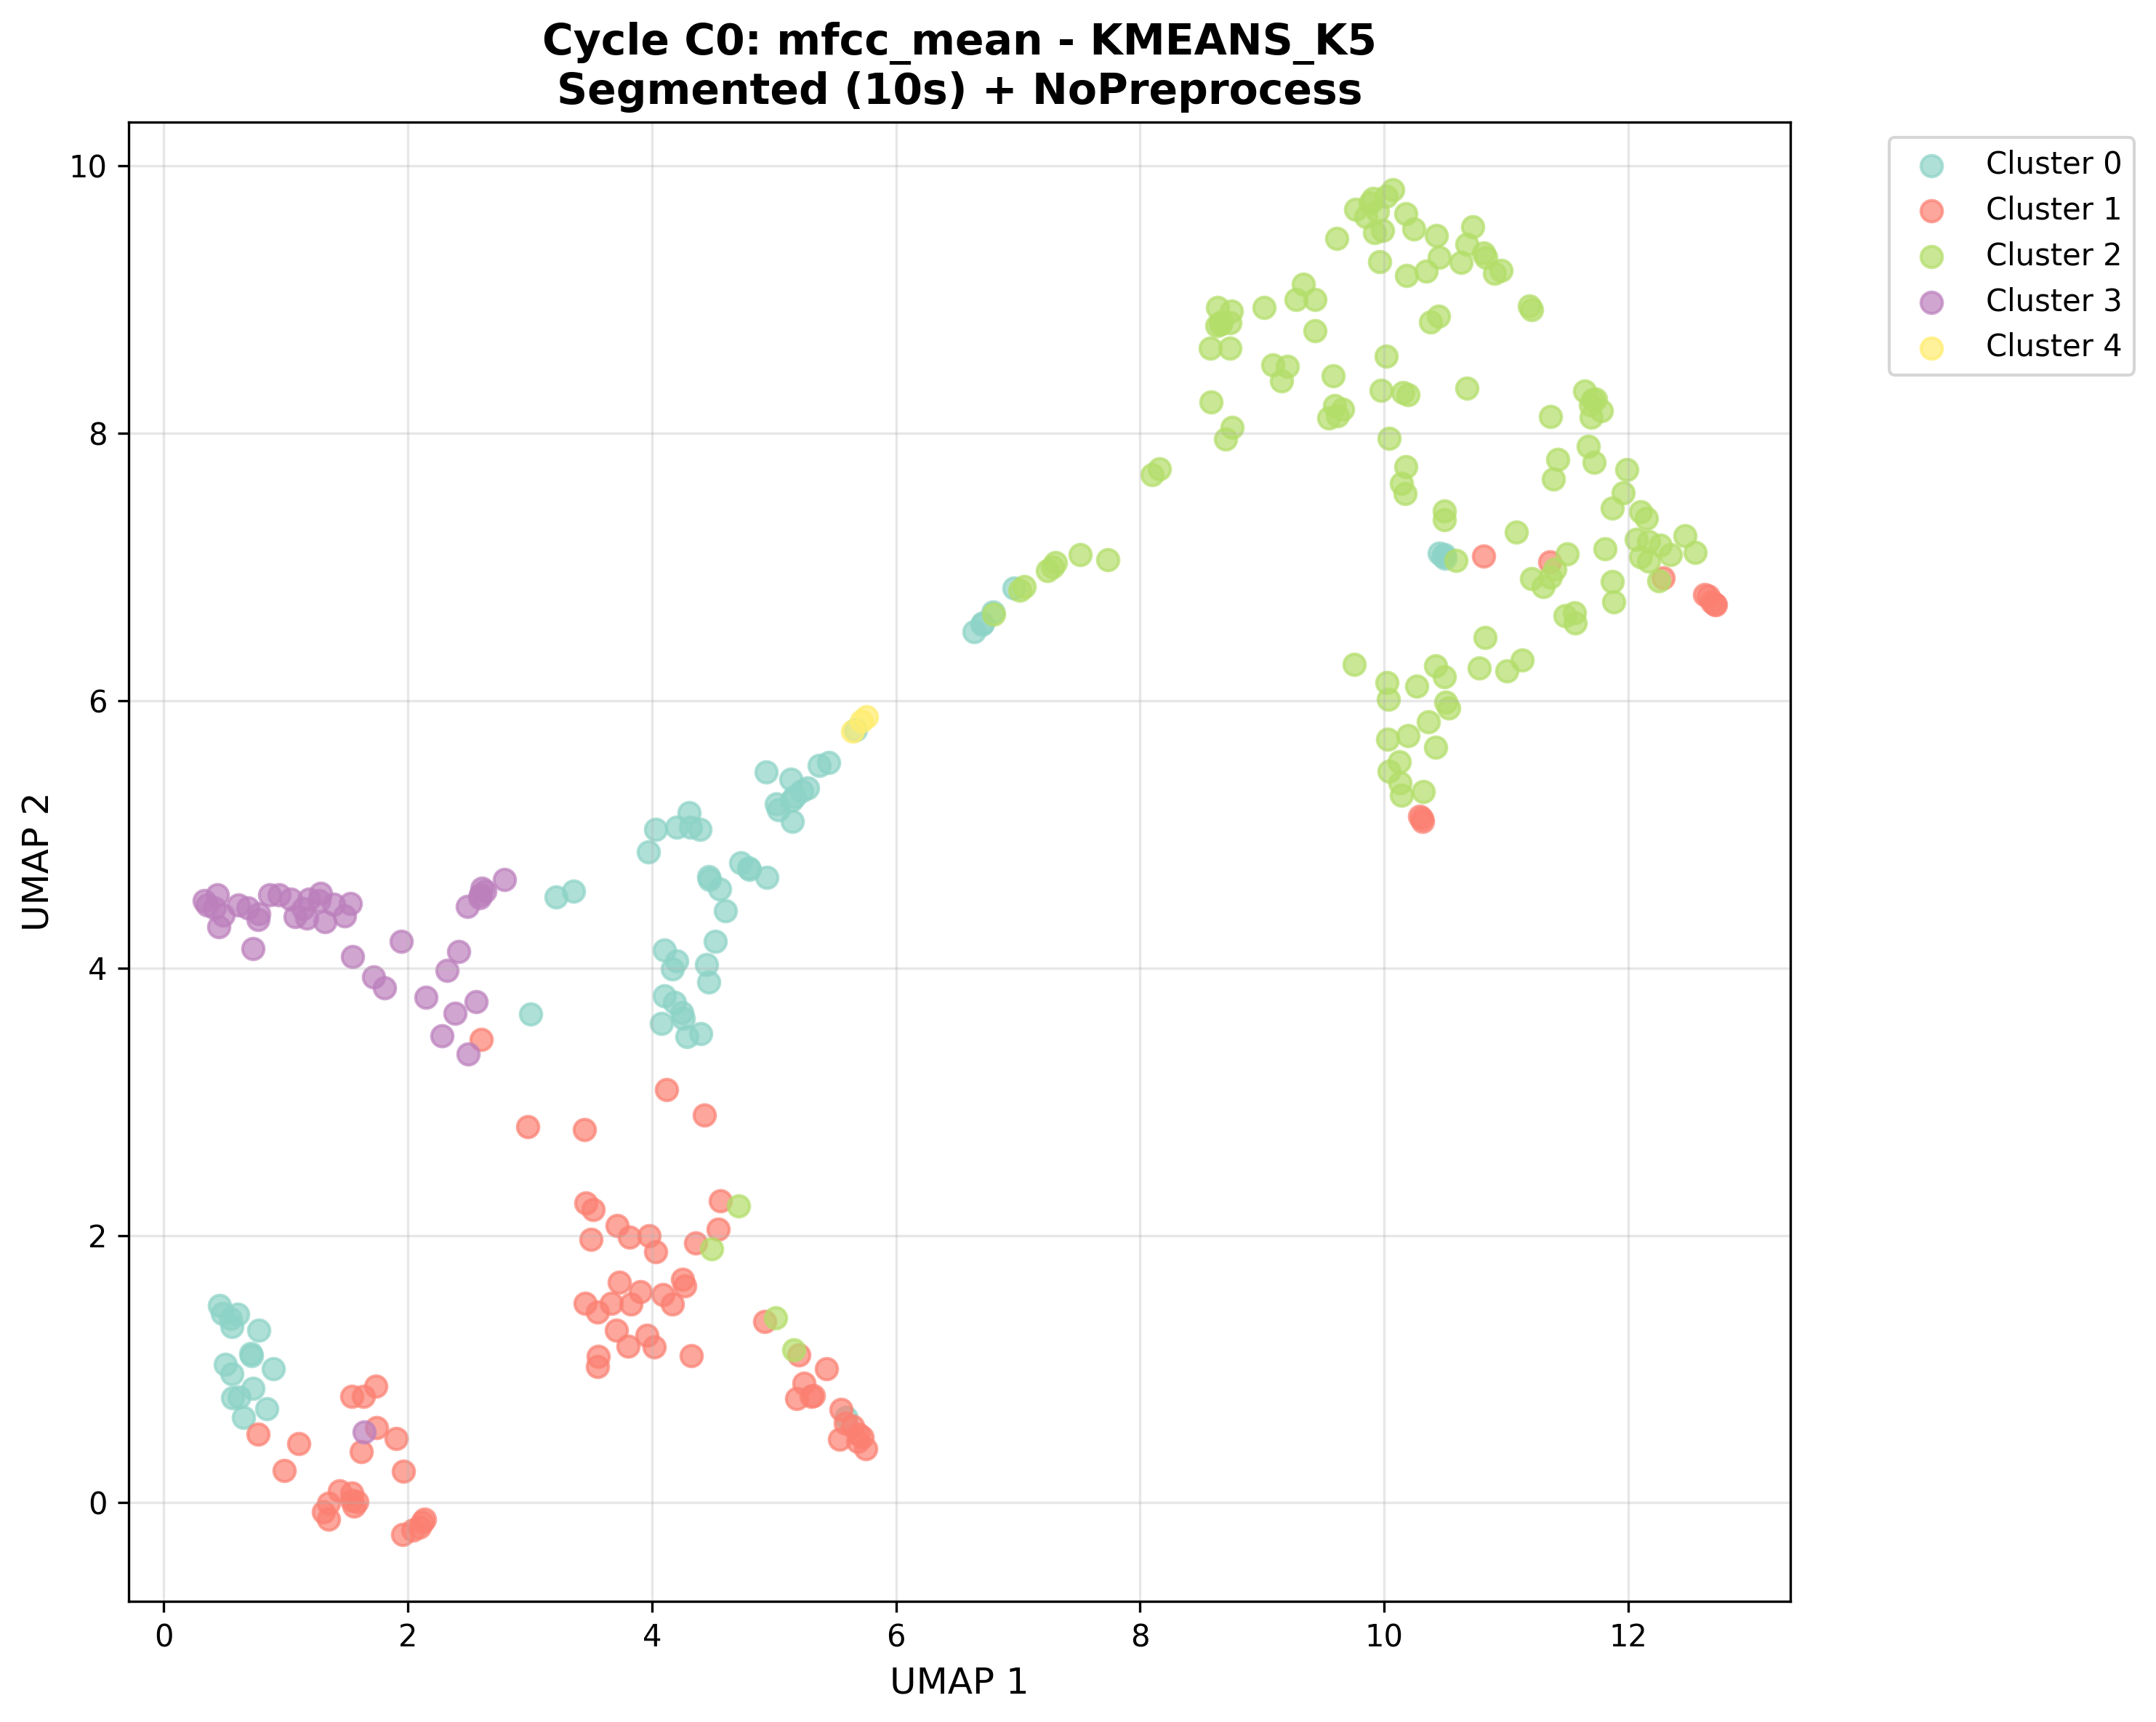 Cycle C0: mfcc_mean - KMEANS_K5
Segmented (10s) + NoPreprocess
Cluster 0
Cluster 1
Cluster 2
Cluster 3
Cluster 4
10
8
6
4
2
0
UMAP 2
0 2 4 6 8 10 12
UMAP 1